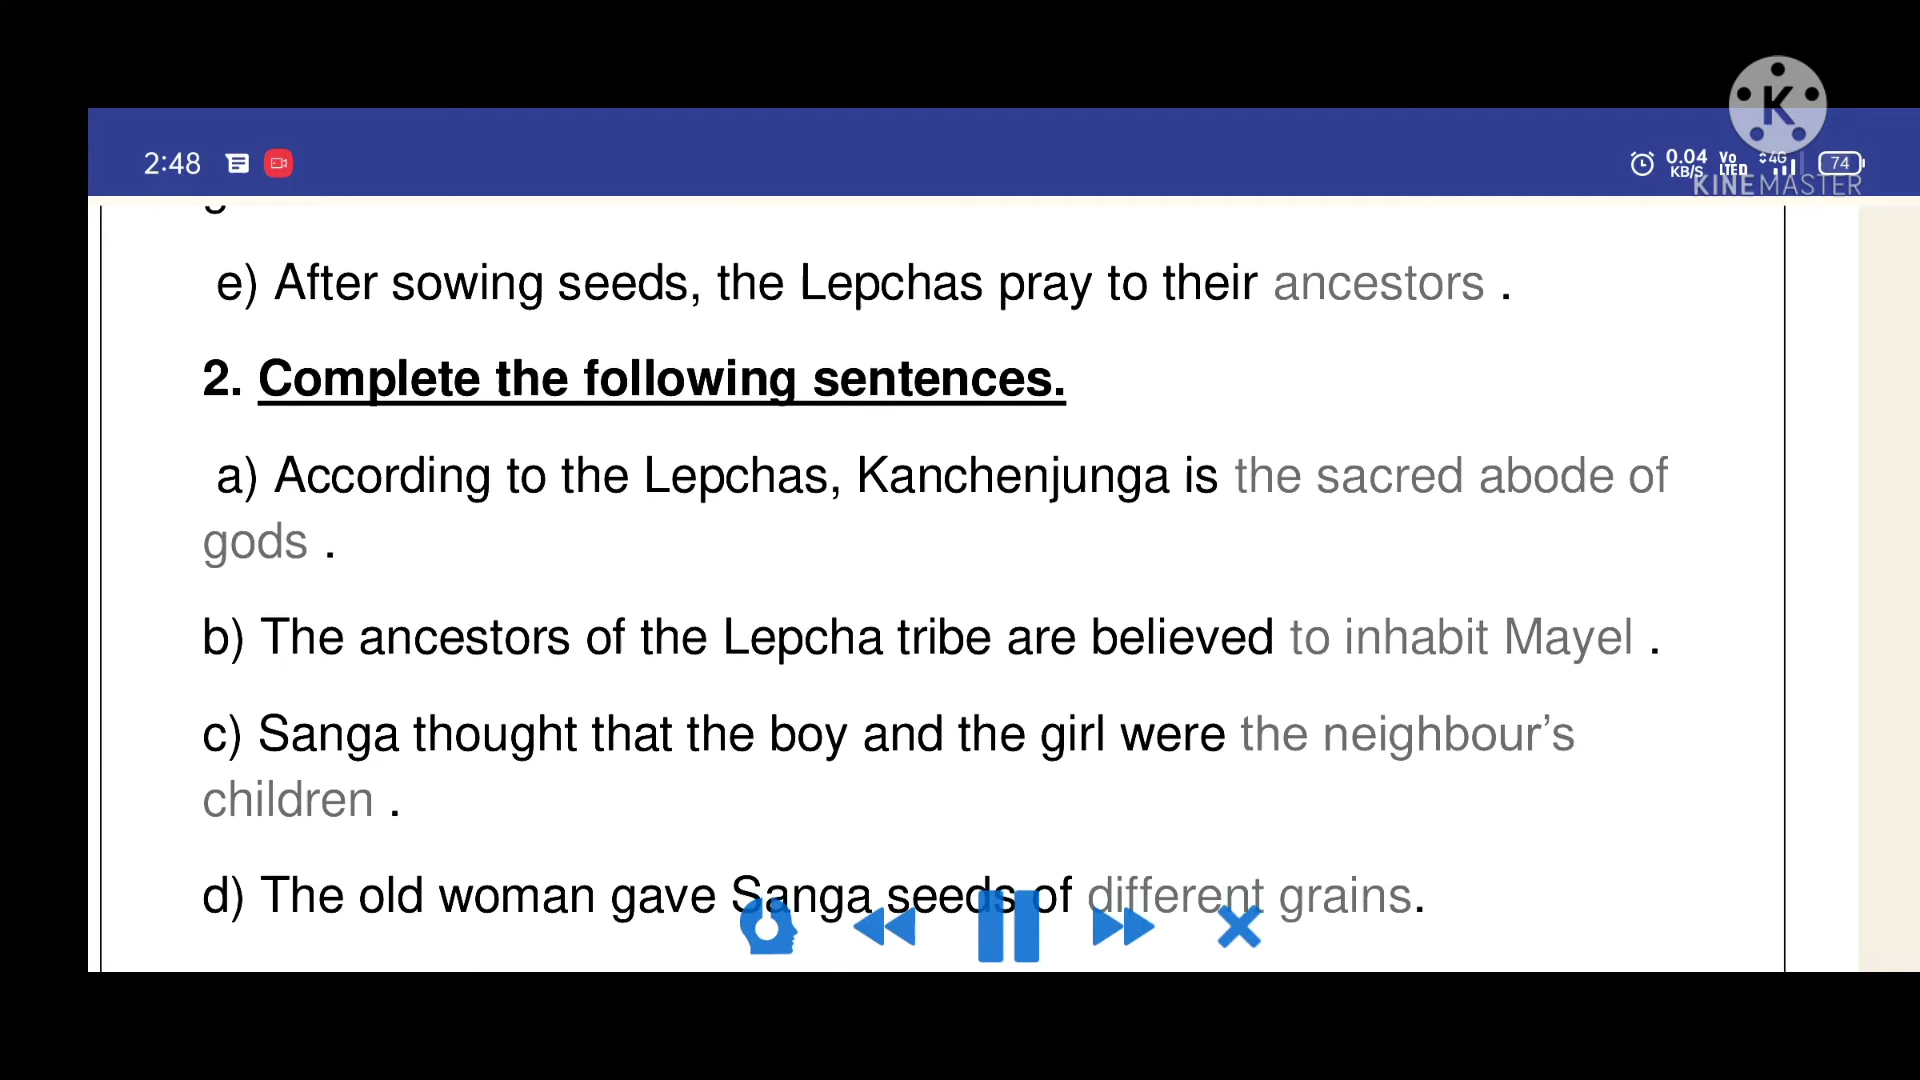 2:48
0.04
KB/S
Vo
LTED
4G
74
K
KINEMASTER
e) After sowing seeds, the Lepchas pray to their ancestors .
2. Complete the following sentences.
a) According to the Lepchas, Kanchenjunga is the sacred abode of
gods .
b) The ancestors of the Lepcha tribe are believed to inhabit Mayel .
c) Sanga thought that the boy and the girl were the neighbour’s
children .
d) The old woman gave Sanga seeds of different grains.